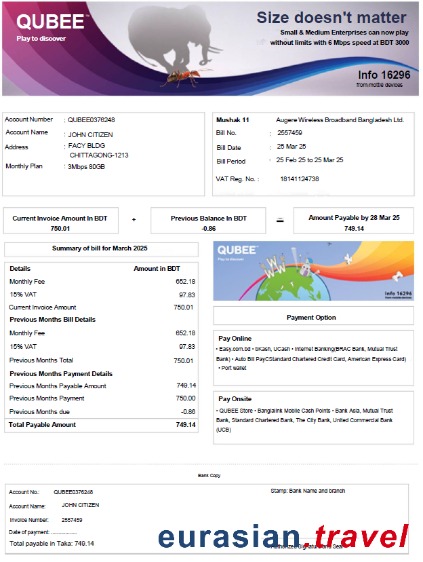 QUBEE™
Play to discover
Size doesn't matter
Small & Medium Enterprises can now play
without limits with 6 Mbps speed at BDT 3000
Info 16296
from mobile devices
Account Number : QUBEE0376248
Account Name : JOHN CITIZEN
Address : FACY BLDG
CHITTAGONG-1213
Monthly Plan : 3Mbps 80GB
Mushak 11 Augere Wireless Broadband Bangladesh Ltd.
Bill No. : 2557459
Bill Date : 25 Mar 25
Bill Period : 25 Feb 25 to 25 Mar 25
VAT Reg. No. : 18141124738
Current Invoice Amount In BDT
750.01
+
Previous Balance In BDT
-0.86
=
Amount Payable by 28 Mar 25
749.14
Summary of bill for March 2025
Details Amount in BDT
Monthly Fee 652.18
15% VAT 97.83
Current Invoice Amount 750.01
Previous Months Bill Details
Monthly Fee 652.18
15% VAT 97.83
Previous Months Total 750.01
Previous Months Payment Details
Previous Months Payable Amount 749.14
Previous Months Payment 750.00
Previous Months due -0.86
Total Payable Amount 749.14
QUBEE™
Play to discover
Info 16296
Payment Option
Pay Online
• Easy.com.bd • bKash, UCash • Internet Banking(BRAC Bank, Mutual Trust
Bank) • Auto Bill PayCStandard Chartered Credit Card, American Express Card)
• Port wallet
Pay Onsite
• QUBEE Store • Banglalink Mobile Cash Points • Bank Asia, Mutual Trust
Bank, Standard Chartered Bank, The City Bank, United Commercial Bank
(UCB)
Bank Copy
Account No.: QUBEE0376248
Account Name: JOHN CITIZEN
Invoice Number: 2557459
Date of payment:
Total payable in Taka: 749.14
Stamp: Bank Name and branch
eurasian.travel